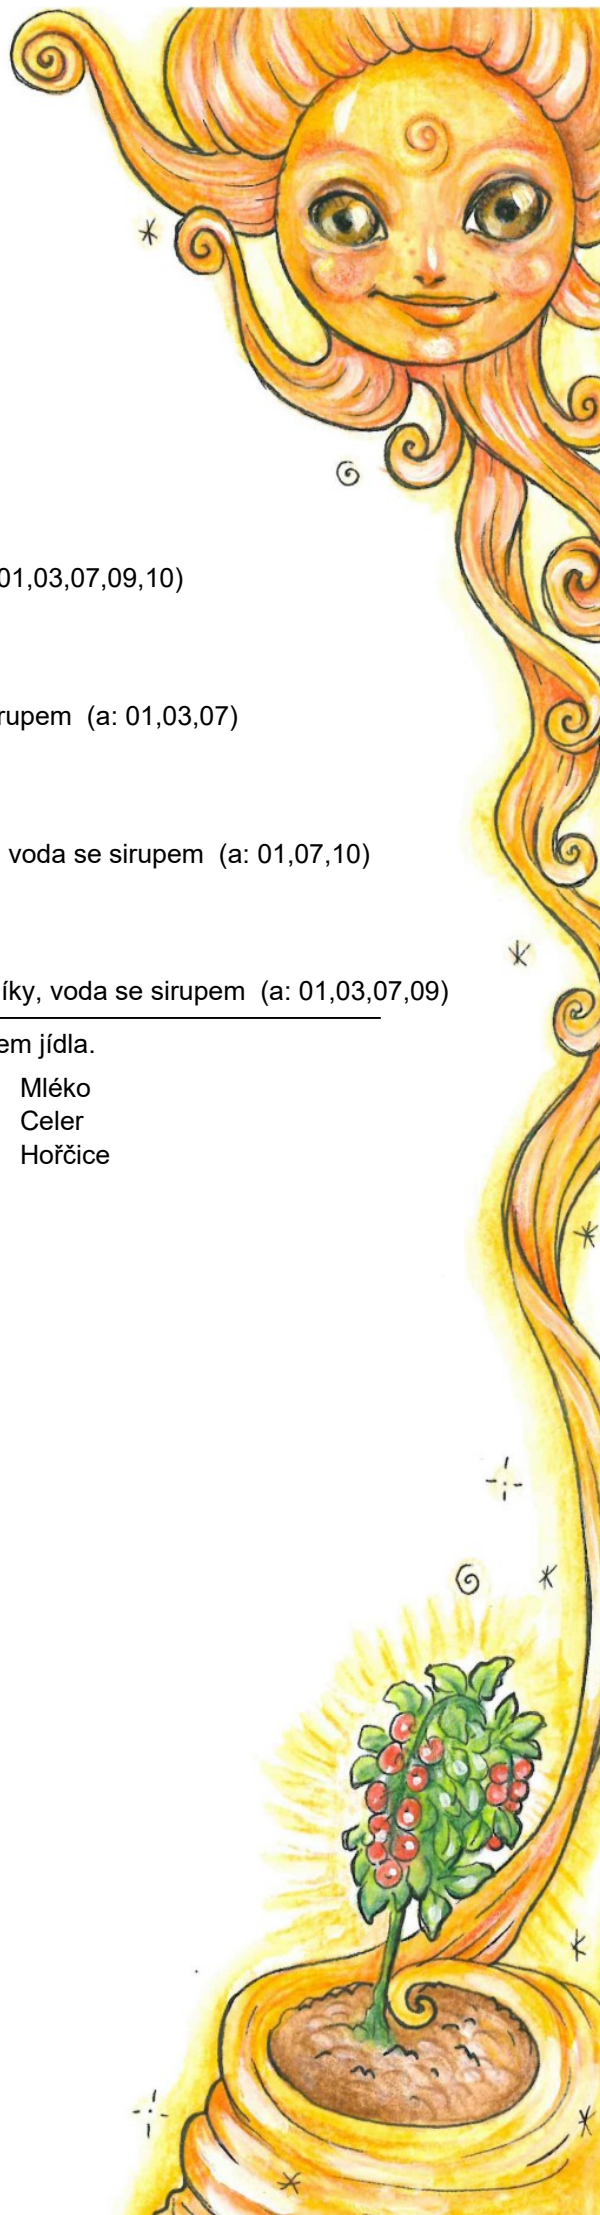 01,03,07,09,10)
rupem (a: 01,03,07)
voda se sirupem (a: 01,07,10)
íky, voda se sirupem (a: 01,03,07,09)
em jídla.
Mléko
Celer
Hořčice